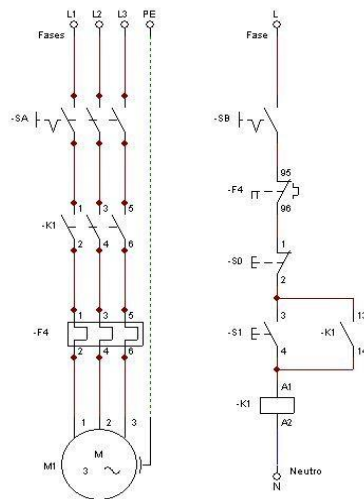 L1 L2 L3 PE
Fases
-SA
1 3 5
-K1
2 4 6
1 3 5
-F4
2 4 6
1 2 3
M
M1
3
L
Fase
-SB
95
-F4
96
1
-S0
2
3 13
-S1 -K1
4 14
A1
-K1
A2
Neutro
N